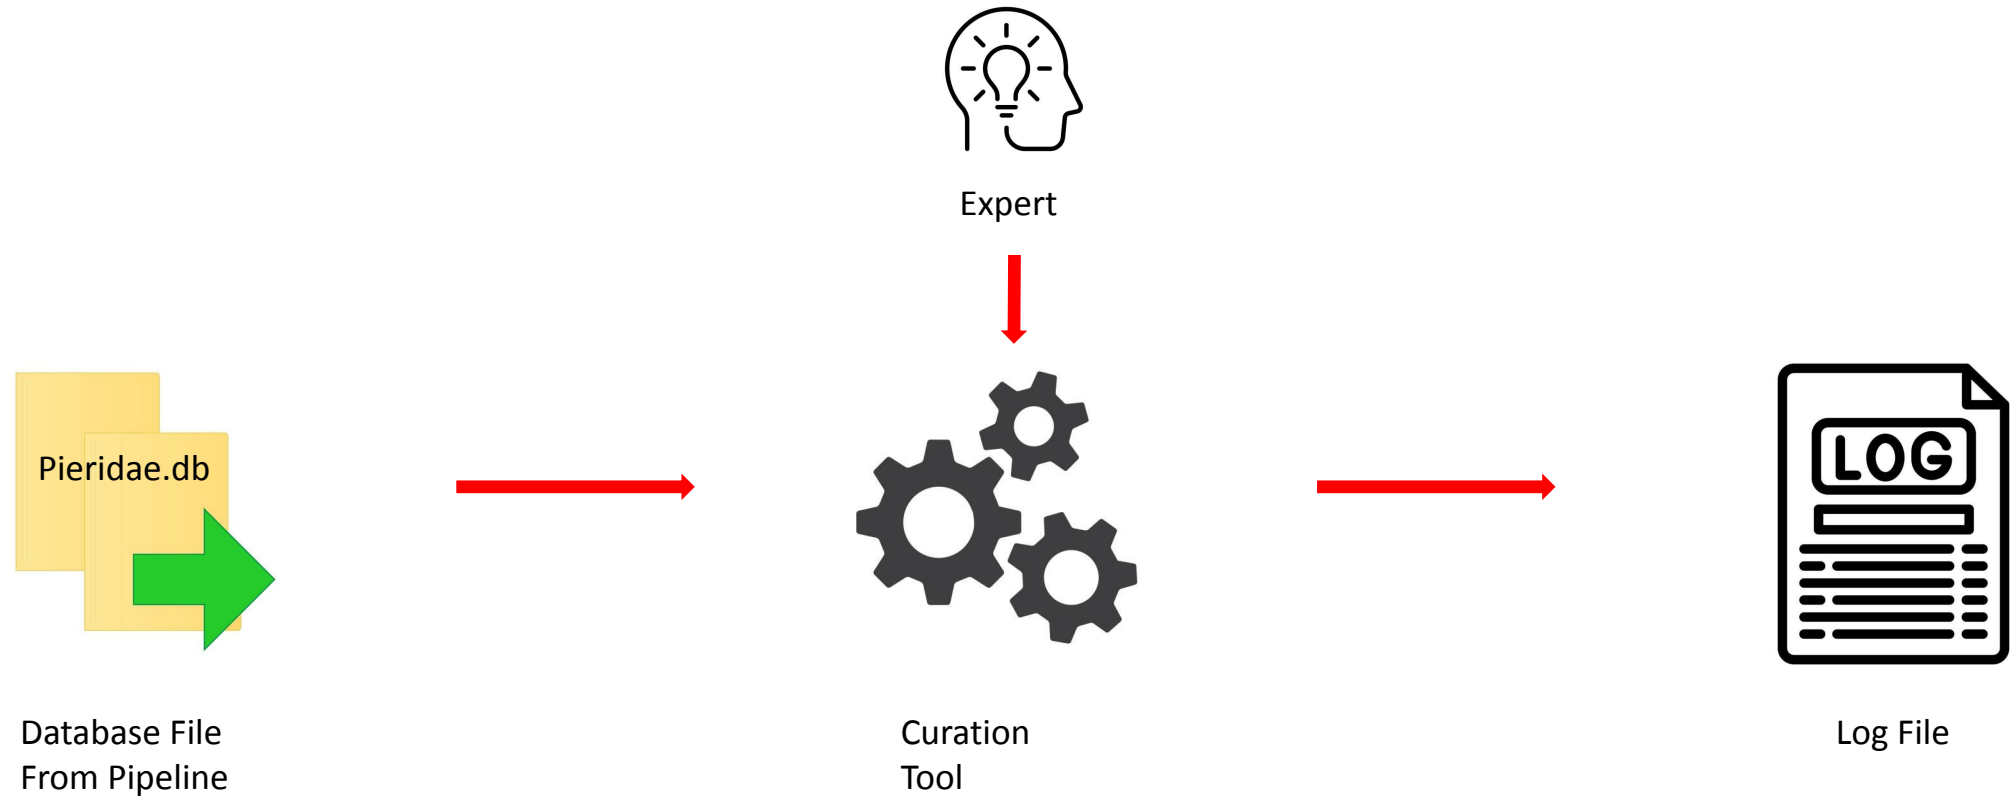 Expert
Pieridae.db
LOG
Database File
From Pipeline
Curation
Tool
Log File